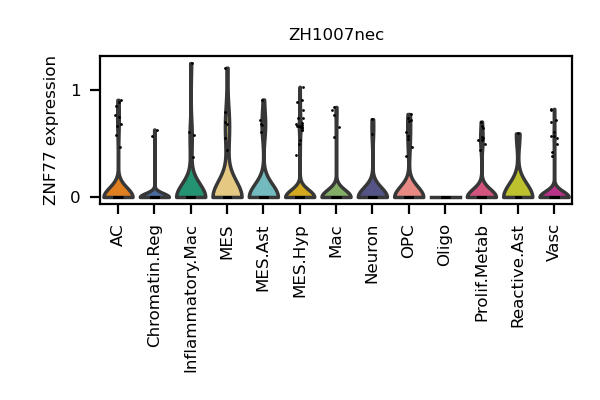 ZH1007nec
ZNF77 expression
1
0
AC
Chromatin.Reg
Inflammatory.Mac
MES
MES.Ast
MES.Hyp
Mac
Neuron
OPC
Oligo
Prolif.Metab
Reactive.Ast
Vasc